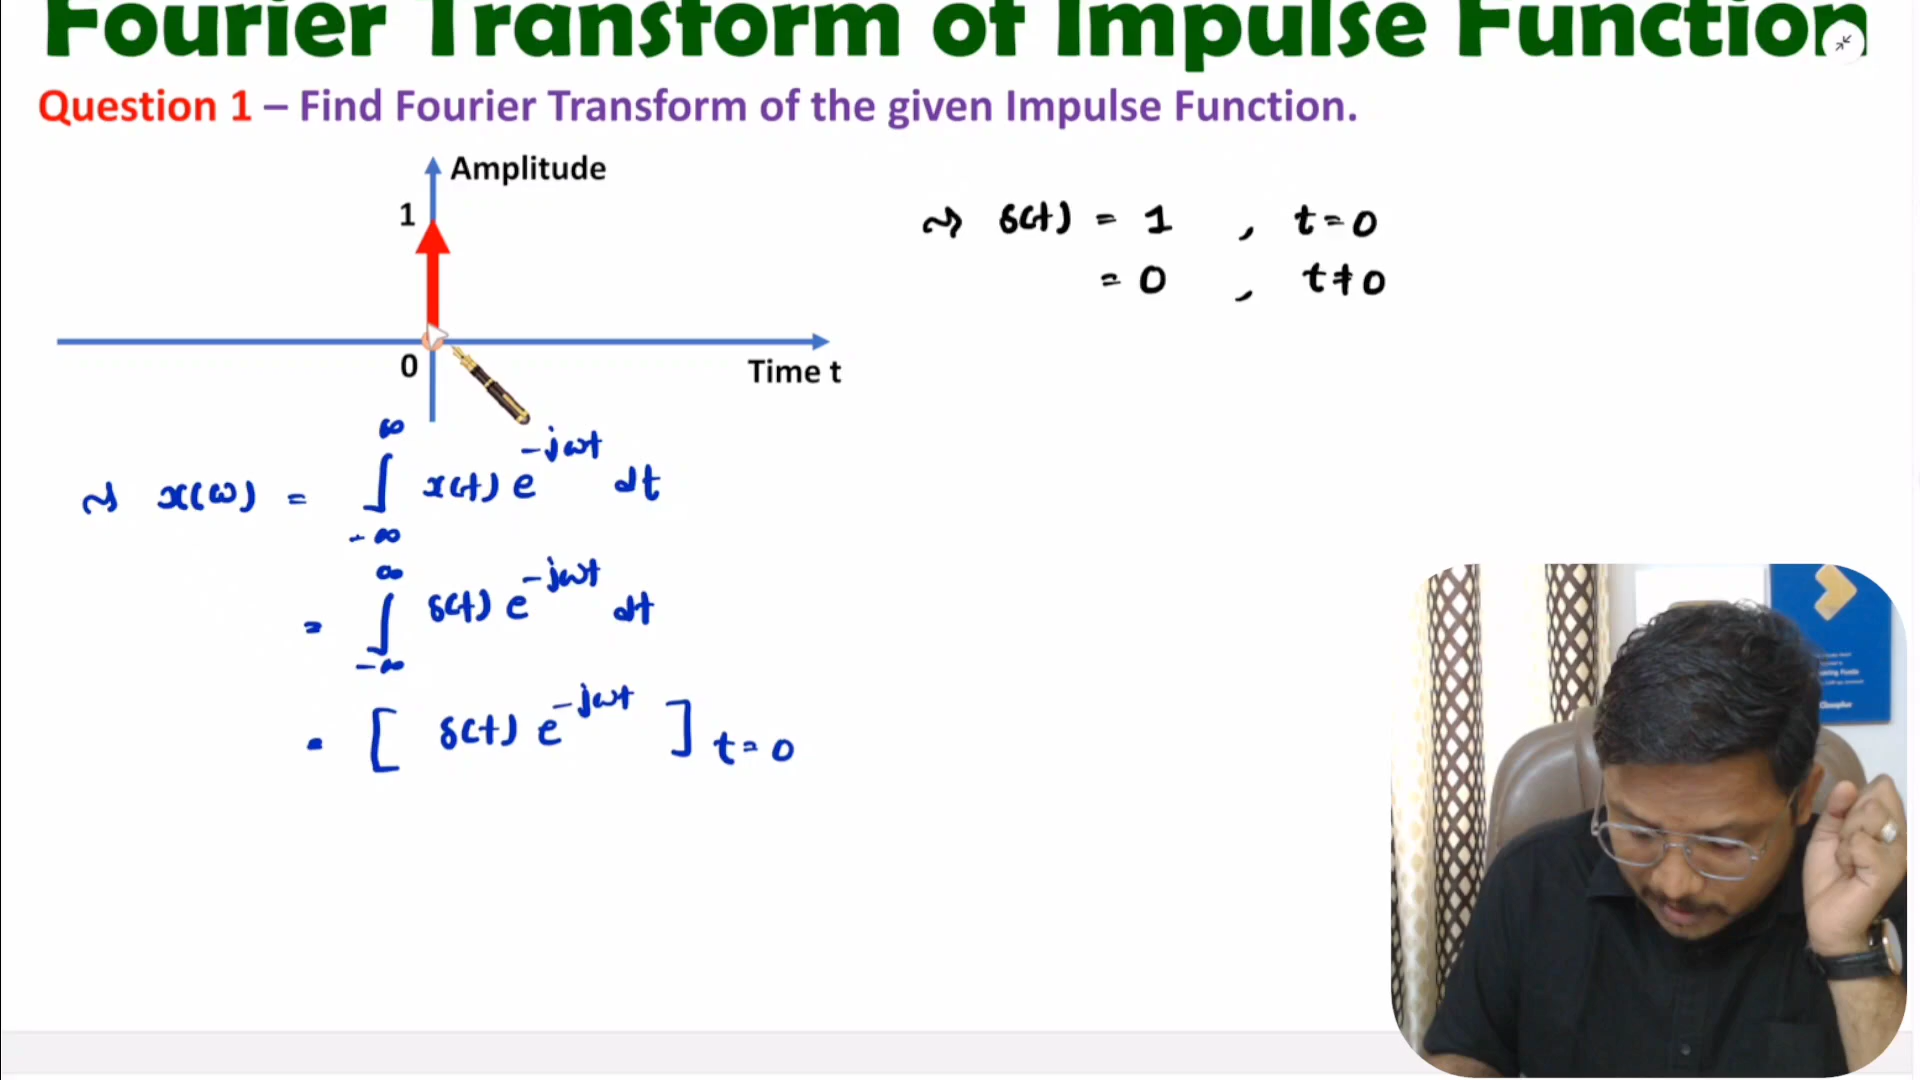 Fourier Transform of Impulse Function
Question 1 – Find Fourier Transform of the given Impulse Function.
Amplitude
1
0
Time t
⇝ δ(t) = 1 , t=0
= 0 , t≠0
⇝ x(ω) = ∫_{-∞}^{∞} x(t) e^{-jωt} dt
= ∫_{-∞}^{∞} δ(t) e^{-jωt} dt
= [ δ(t) e^{-jωt} ]_{t=0}